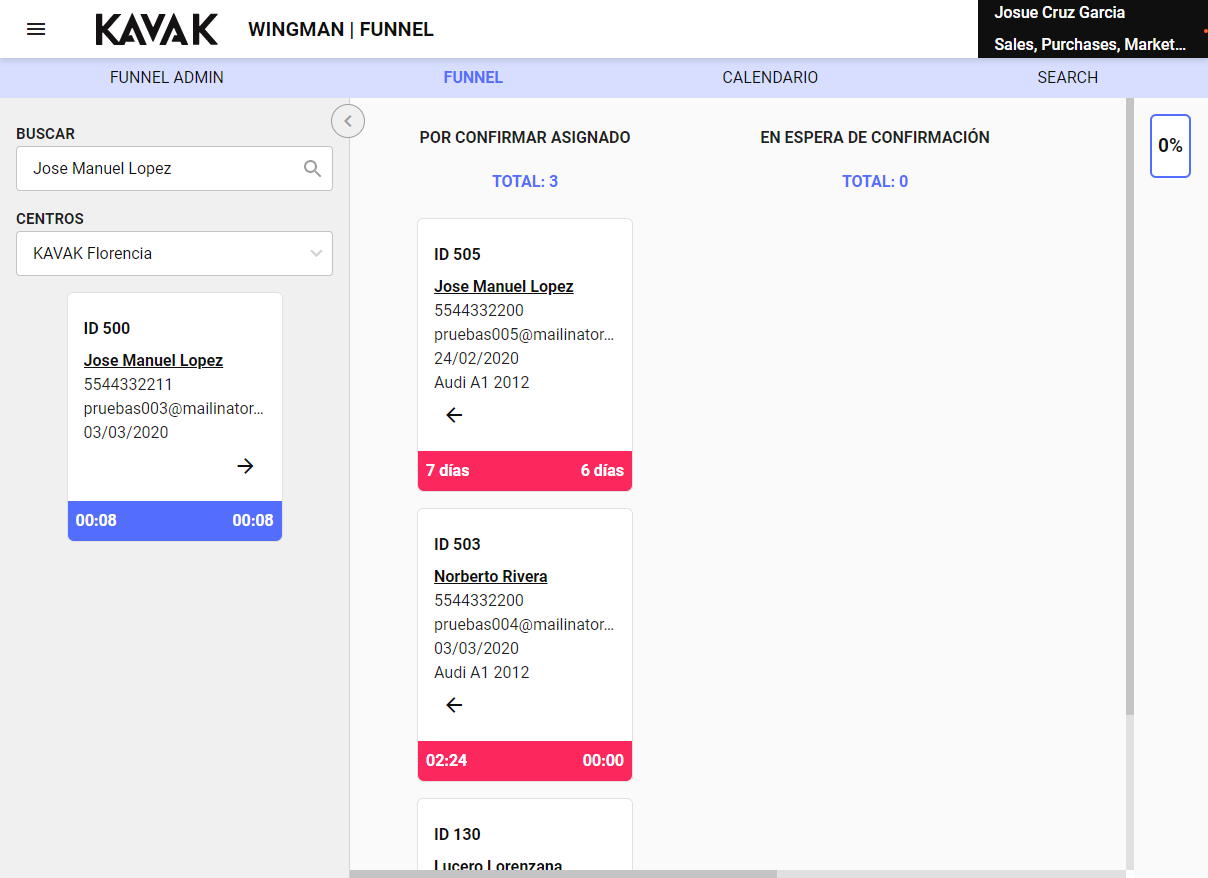 KAVAK
WINGMAN | FUNNEL
Josue Cruz Garcia
Sales, Purchases, Market...
FUNNEL ADMIN
FUNNEL
CALENDARIO
SEARCH
BUSCAR
Jose Manuel Lopez
CENTROS
KAVAK Florencia
ID 500
Jose Manuel Lopez
5544332211
pruebas003@mailinator...
03/03/2020
00:08 00:08
POR CONFIRMAR ASIGNADO
TOTAL: 3
ID 505
Jose Manuel Lopez
5544332200
pruebas005@mailinator...
24/02/2020
Audi A1 2012
7 días 6 días
ID 503
Norberto Rivera
5544332200
pruebas004@mailinator...
03/03/2020
Audi A1 2012
02:24 00:00
ID 130
Lucero Lorenzana
EN ESPERA DE CONFIRMACIÓN
TOTAL: 0
0%